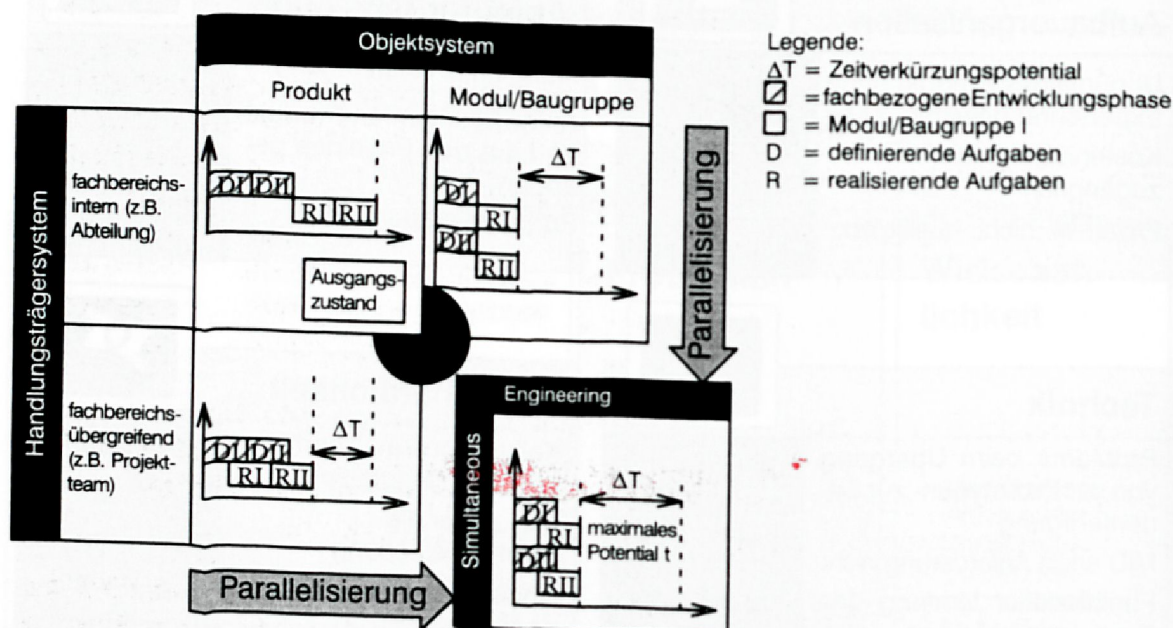 Objektsystem
Produkt
Modul/Baugruppe
Handlungsträgersystem
fachbereichs-
intern (z.B.
Abteilung)
DI DII
RI RII
Ausgangs-
zustand
DI
RI
DII
RII
ΔT
Parallelisierung
Legende:
ΔT = Zeitverkürzungspotential
= fachbezogene Entwicklungsphase
= Modul/Baugruppe I
D = definierende Aufgaben
R = realisierende Aufgaben
fachbereichs-
übergreifend
(z.B. Projekt-
team)
DI DII
RI RII
ΔT
Parallelisierung
Simultaneous
Engineering
DI
RI
DII
RII
ΔT
maximales
Potential t